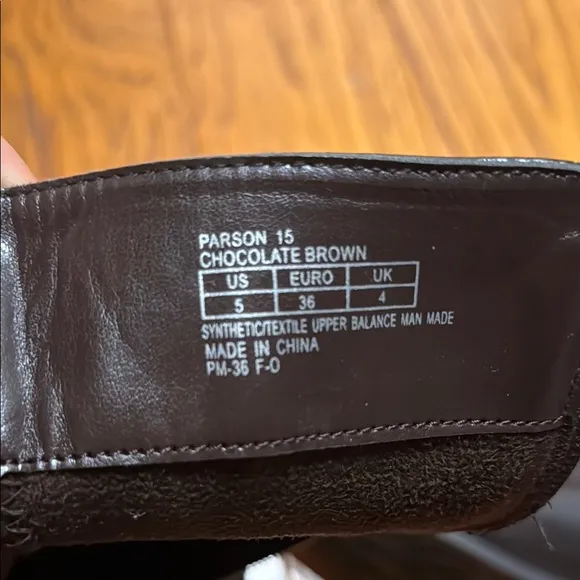 PARSON 15
CHOCOLATE BROWN
US EURO UK
5 36 4
SYNTHETIC/TEXTILE UPPER BALANCE MAN MADE
MADE IN CHINA
PM-36 F-O